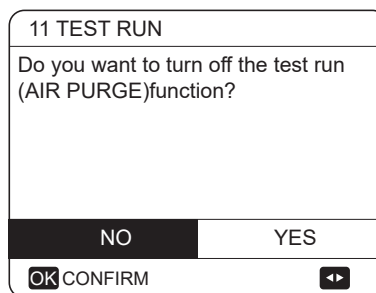 11 TEST RUN
Do you want to turn off the test run
(AIR PURGE)function?
NO YES
OK CONFIRM